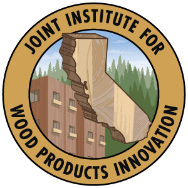 JOINT INSTITUTE FOR
WOOD PRODUCTS INNOVATION